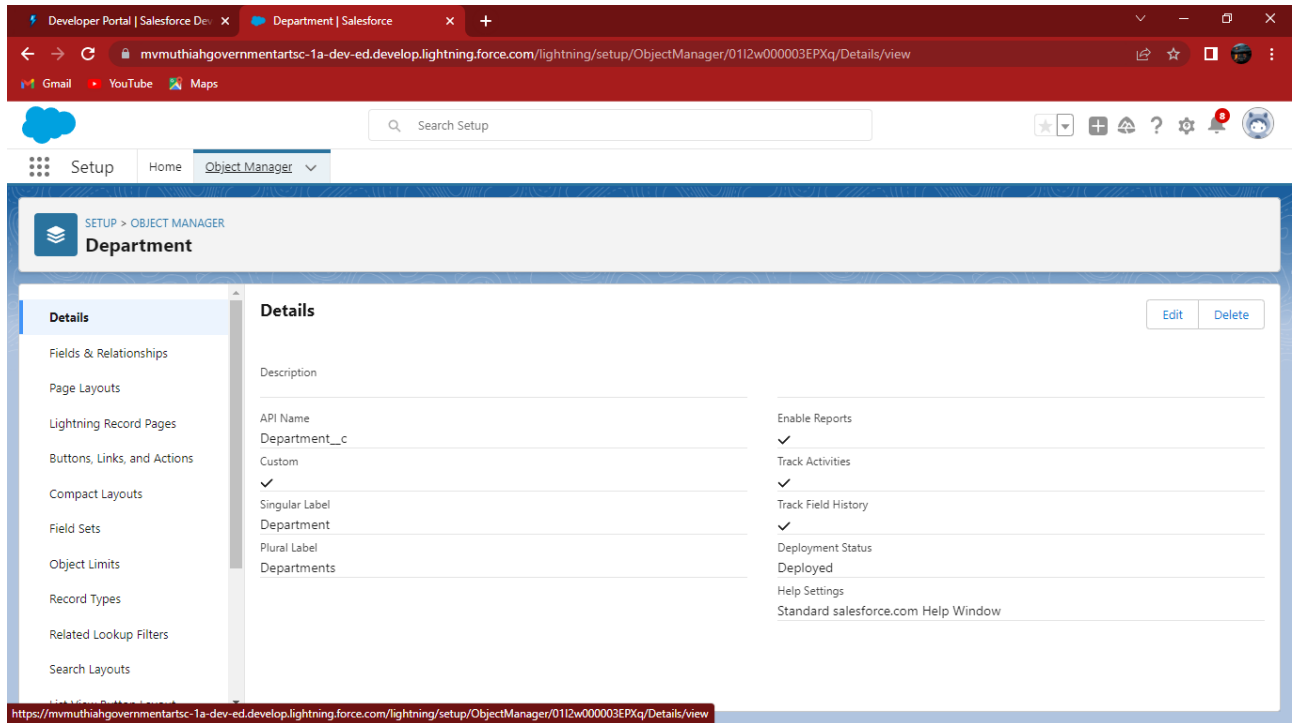 Developer Portal | Salesforce Dev
Department | Salesforce
mvmuthiahgovernmentartsc-1a-dev-ed.develop.lightning.force.com/lightning/setup/ObjectManager/01I2w000003EPXq/Details/view
Gmail YouTube Maps
Search Setup
8
Setup Home Object Manager
SETUP > OBJECT MANAGER
Department
Details
Fields & Relationships
Page Layouts
Lightning Record Pages
Buttons, Links, and Actions
Compact Layouts
Field Sets
Object Limits
Record Types
Related Lookup Filters
Search Layouts
List View Button Layout
Details
Edit Delete
Description
API Name
Department__c
Custom
Singular Label
Department
Plural Label
Departments
Enable Reports
Track Activities
Track Field History
Deployment Status
Deployed
Help Settings
Standard salesforce.com Help Window
https://mvmuthiahgovernmentartsc-1a-dev-ed.develop.lightning.force.com/lightning/setup/ObjectManager/01I2w000003EPXq/Details/view